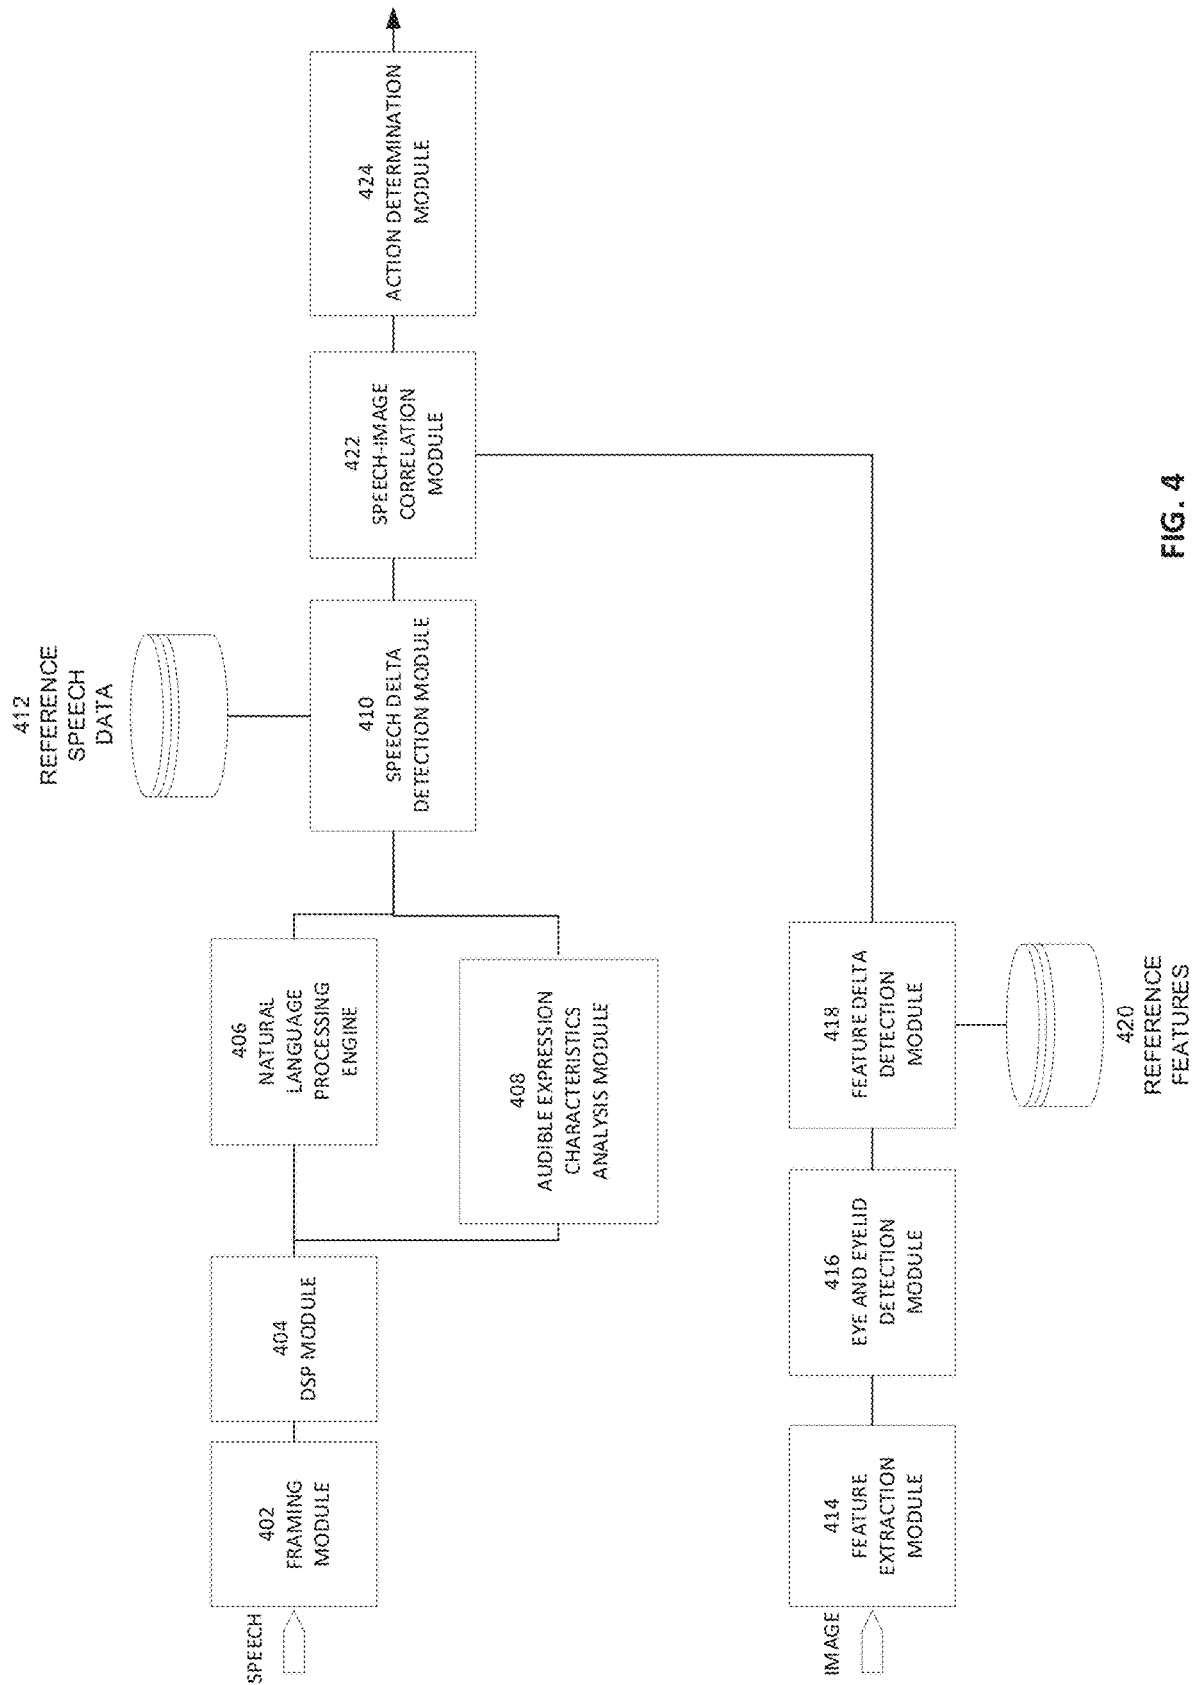 412
REFERENCE
SPEECH
DATA
SPEECH
402
FRAMING
MODULE
404
DSP MODULE
406
NATURAL
LANGUAGE
PROCESSING
ENGINE
408
AUDIBLE EXPRESSION
CHARACTERISTICS
ANALYSIS MODULE
410
SPEECH DELTA
DETECTION MODULE
422
SPEECH-IMAGE
CORRELATION
MODULE
424
ACTION DETERMINATION
MODULE
IMAGE
414
FEATURE
EXTRACTION
MODULE
416
EYE AND EYELID
DETECTION
MODULE
418
FEATURE DELTA
DETECTION
MODULE
420
REFERENCE
FEATURES
FIG. 4